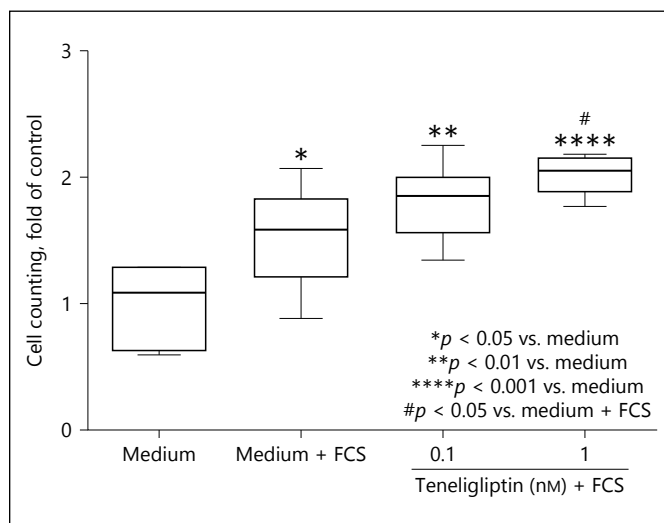 3
2
1
0
Cell counting, fold of control
*
**
#
****
*p < 0.05 vs. medium
**p < 0.01 vs. medium
****p < 0.001 vs. medium
#p < 0.05 vs. medium + FCS
Medium
Medium + FCS
0.1
1
Teneligliptin (nM) + FCS